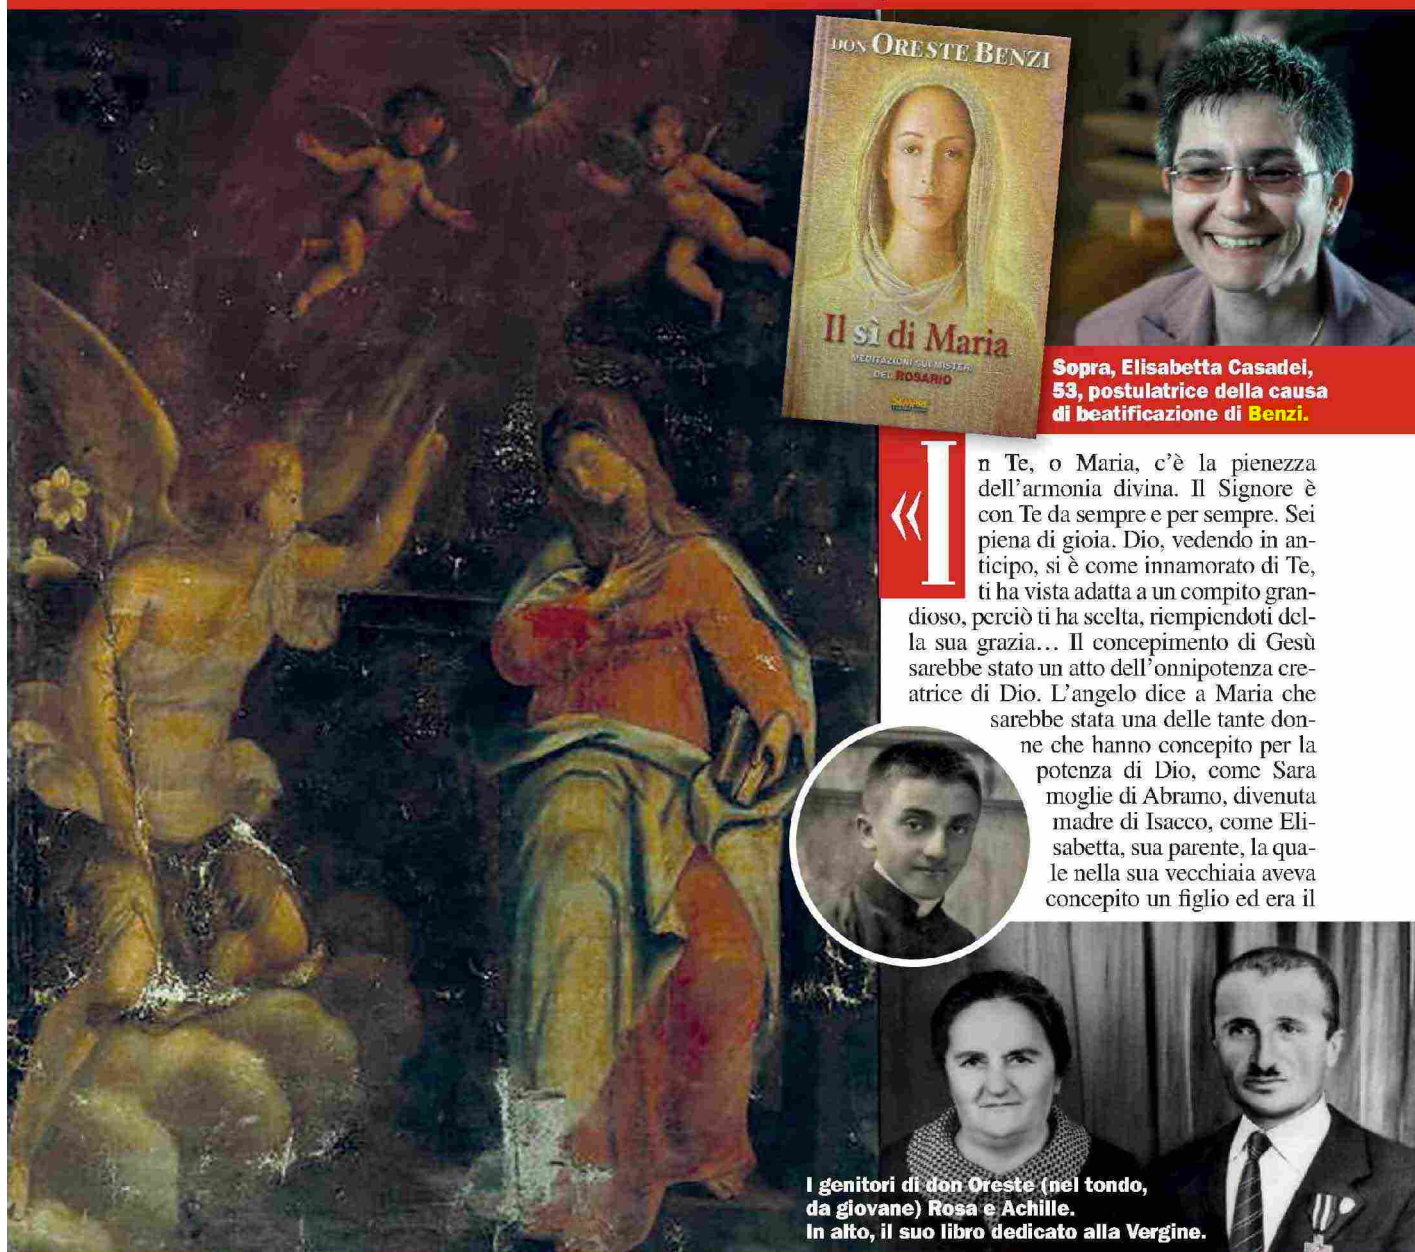 DON ORESTE BENZI
Il sì di Maria
MEDITAZIONI SUI MISTERI
DEL ROSARIO
Sempre
Sopra, Elisabetta Casadei,
53, postulatrice della causa
di beatificazione di Benzi.
«In Te, o Maria, c'è la pienezza
dell'armonia divina. Il Signore è
con Te da sempre e per sempre. Sei
piena di gioia. Dio, vedendo in an-
ticipo, si è come innamorato di Te,
ti ha vista adatta a un compito gran-
dioso, perciò ti ha scelta, riempiendoti del-
la sua grazia… Il concepimento di Gesù
sarebbe stato un atto dell'onnipotenza cre-
atrice di Dio. L'angelo dice a Maria che
sarebbe stata una delle tante don-
ne che hanno concepito per la
potenza di Dio, come Sara
moglie di Abramo, divenuta
madre di Isacco, come Eli-
sabetta, sua parente, la qua-
le nella sua vecchiaia aveva
concepito un figlio ed era il
I genitori di don Oreste (nel tondo,
da giovane) Rosa e Achille.
In alto, il suo libro dedicato alla Vergine.